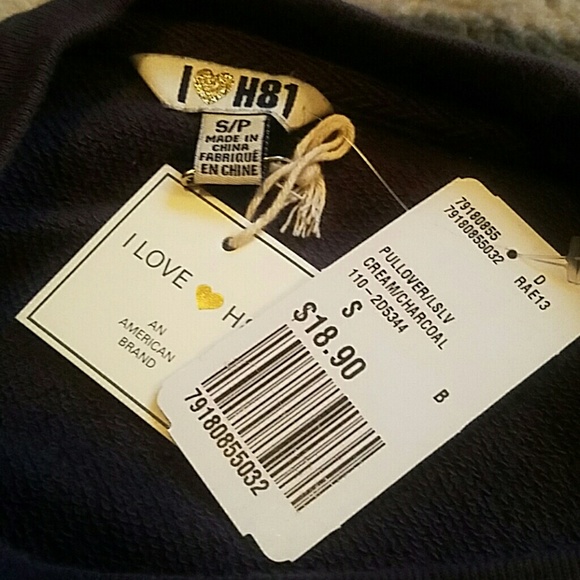 I H81
S/P
MADE IN
CHINA
FABRIQUÉ
EN CHINE
I LOVE
AN
AMERICAN
BRAND
79180855
79180855032
D
RAE13
PULLOVER/LSLV
CREAM/CHARCOAL
110-205344
S
$18.90
B
79180855032